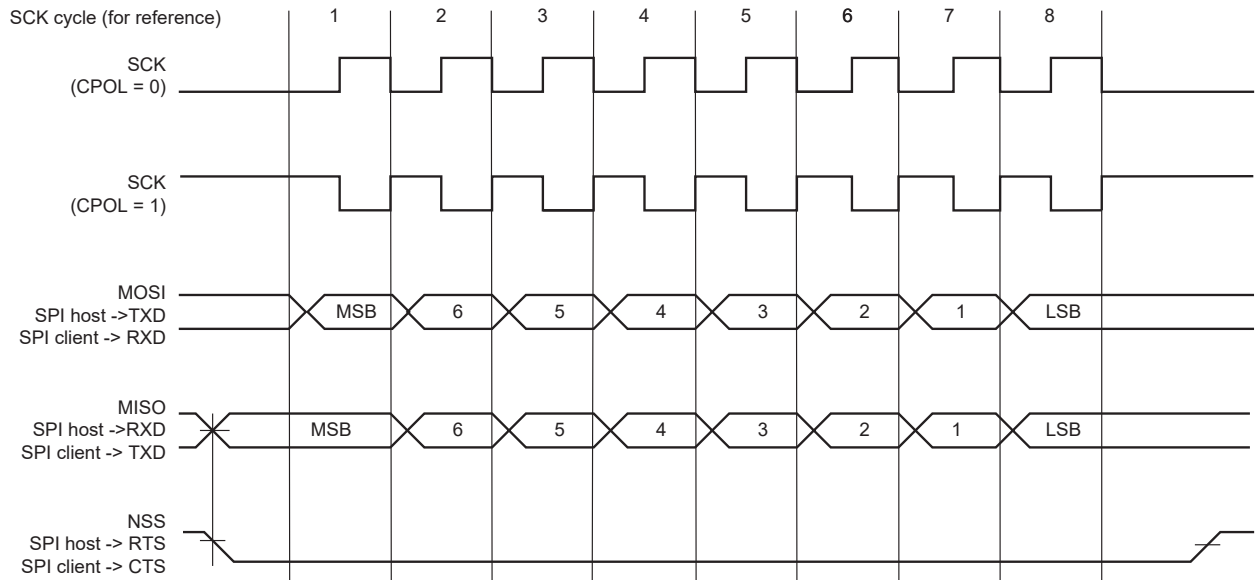 SCK cycle (for reference) 1 2 3 4 5 6 7 8
SCK
(CPOL = 0)
SCK
(CPOL = 1)
MOSI
SPI host ->TXD
SPI client -> RXD
MSB 6 5 4 3 2 1 LSB
MISO
SPI host ->RXD
SPI client -> TXD
MSB 6 5 4 3 2 1 LSB
NSS
SPI host -> RTS
SPI client -> CTS